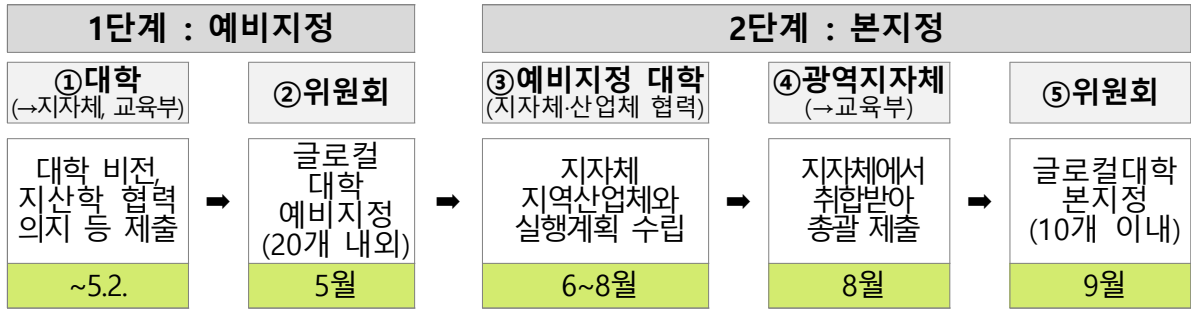 1단계 : 예비지정
2단계 : 본지정
①대학
(→지자체, 교육부)
②위원회
③예비지정 대학
(지자체·산업체 협력)
④광역지자체
(→교육부)
⑤위원회
대학 비전,
지산학 협력
의지 등 제출
➡
글로컬
대학
예비지정
(20개 내외)
➡
지자체
지역산업체와
실행계획 수립
➡
지자체에서
취합받아
총괄 제출
➡
글로컬대학
본지정
(10개 이내)
~5.2.
5월
6~8월
8월
9월